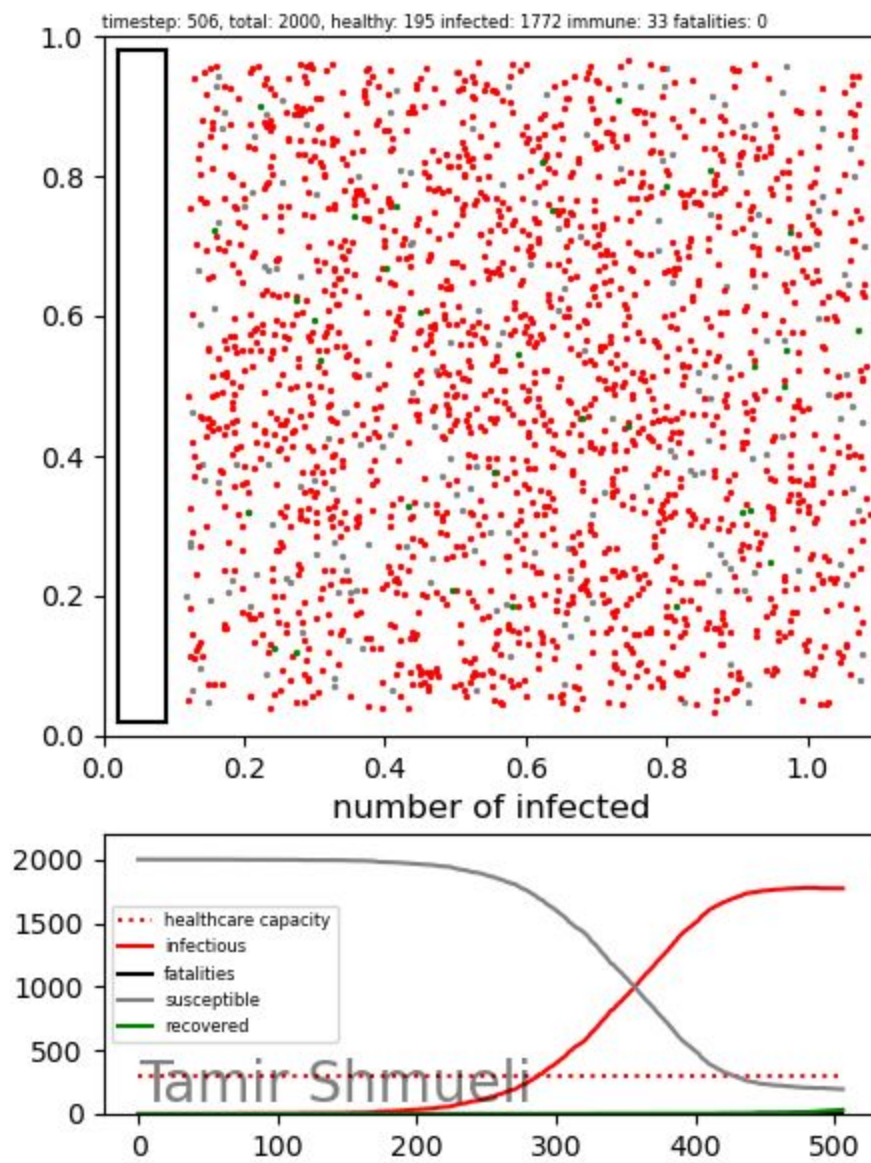 timestep: 506, total: 2000, healthy: 195 infected: 1772 immune: 33 fatalities: 0
1.0
0.8
0.6
0.4
0.2
0.0
0.0 0.2 0.4 0.6 0.8 1.0
number of infected
2000
1500
1000
500
0
healthcare capacity
infectious
fatalities
susceptible
recovered
Tamir Shmueli
0 100 200 300 400 500